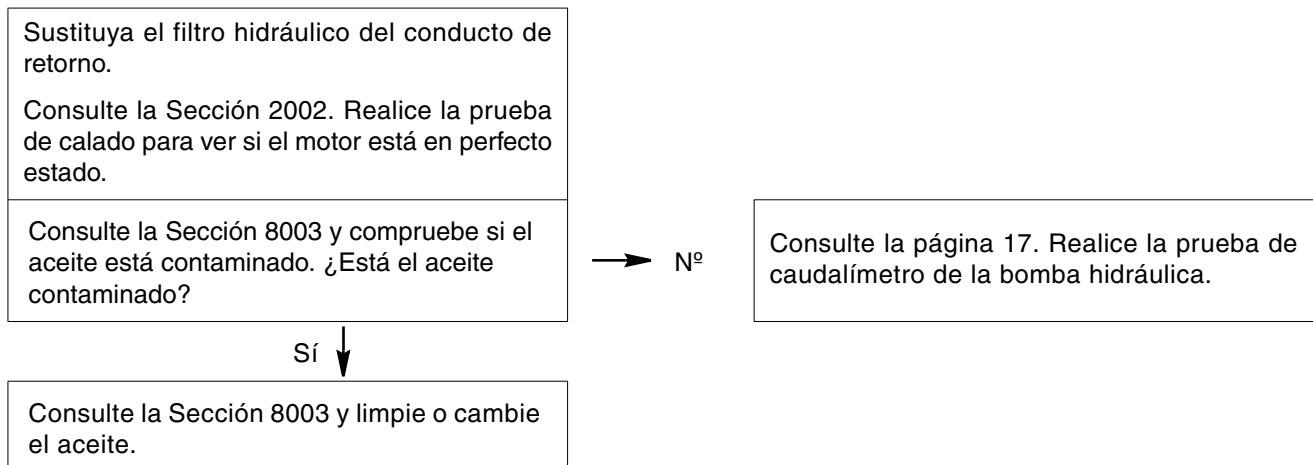 Sustituya el filtro hidráulico del conducto de
retorno.
Consulte la Sección 2002. Realice la prueba
de calado para ver si el motor está en perfecto
estado.
Consulte la Sección 8003 y compruebe si el
aceite está contaminado. ¿Está el aceite
contaminado?
Nº
Consulte la página 17. Realice la prueba de
caudalímetro de la bomba hidráulica.
Sí
Consulte la Sección 8003 y limpie o cambie
el aceite.